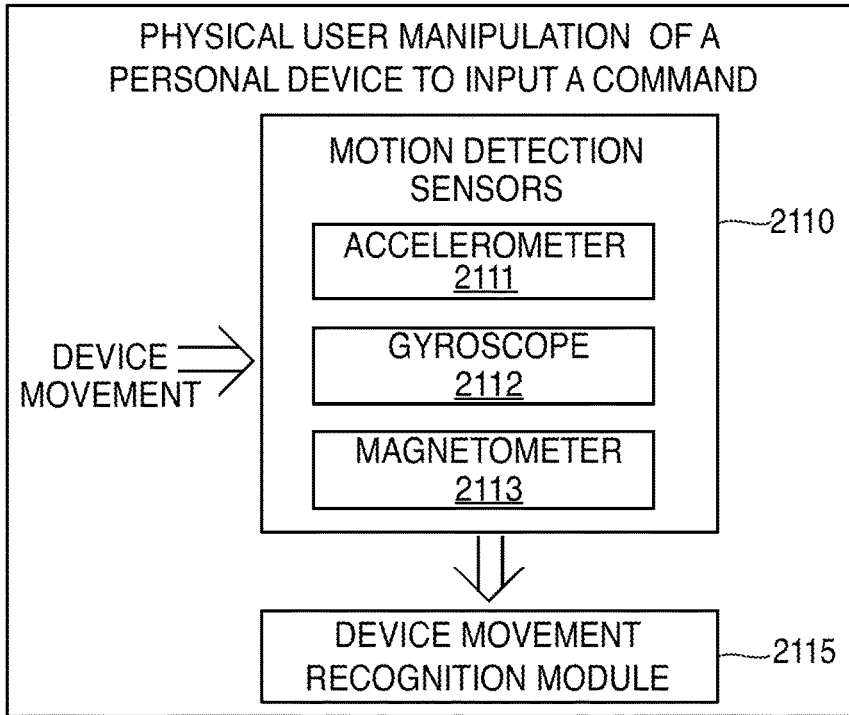 PHYSICAL USER MANIPULATION OF A
PERSONAL DEVICE TO INPUT A COMMAND
MOTION DETECTION
SENSORS
2110
ACCELEROMETER
2111
DEVICE
MOVEMENT
GYROSCOPE
2112
MAGNETOMETER
2113
DEVICE MOVEMENT
RECOGNITION MODULE
2115